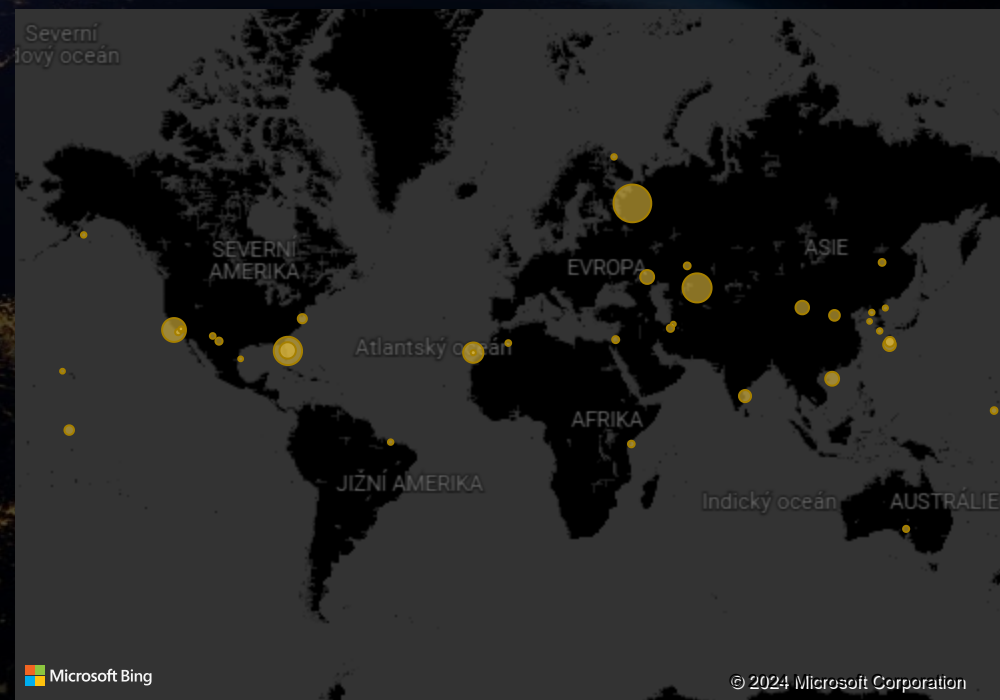 Severní
dový oceán
SEVERNÍ
AMERIKA
ASIE
EVROPA
Atlantský oceán
AFRIKA
JIŽNÍ AMERIKA
Indický oceán
AUSTRÁLIE
Microsoft Bing
© 2024 Microsoft Corporation